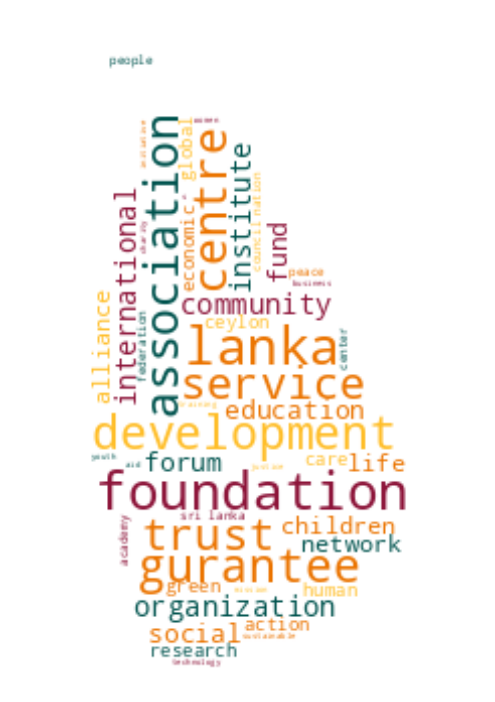 people
women
association
centre
global
institute
international
economic
council
nation
fund
charity
peace
business
community
alliance
federation
ceylon
center
lanka
service
training
education
development
youth
aid
forum
justice
care
life
foundation
sri lanka
academy
trust
children
network
gurantee
green
mission
human
organization
action
social
sustainable
research
technology